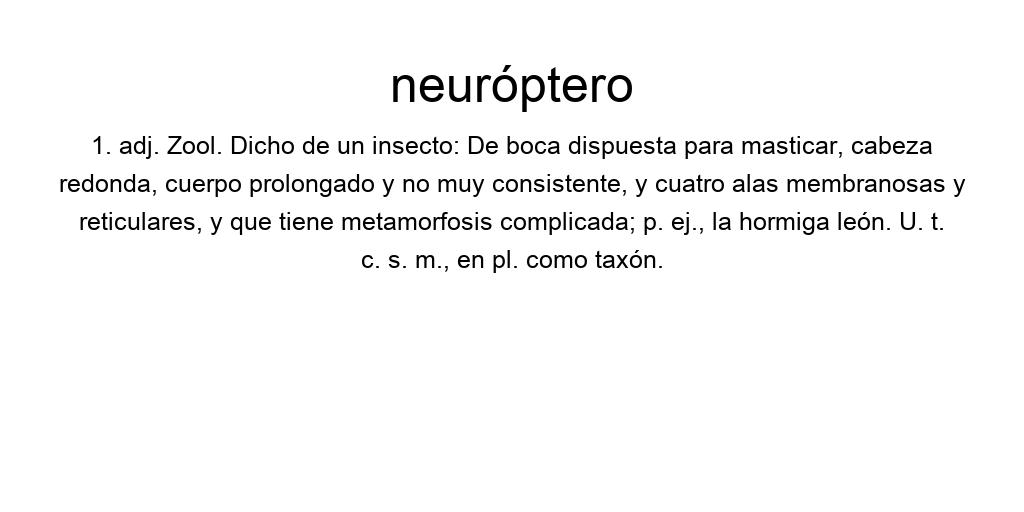 neuróptero
1. adj. Zool. Dicho de un insecto: De boca dispuesta para masticar, cabeza
redonda, cuerpo prolongado y no muy consistente, y cuatro alas membranosas y
reticulares, y que tiene metamorfosis complicada; p. ej., la hormiga león. U. t.
c. s. m., en pl. como taxón.